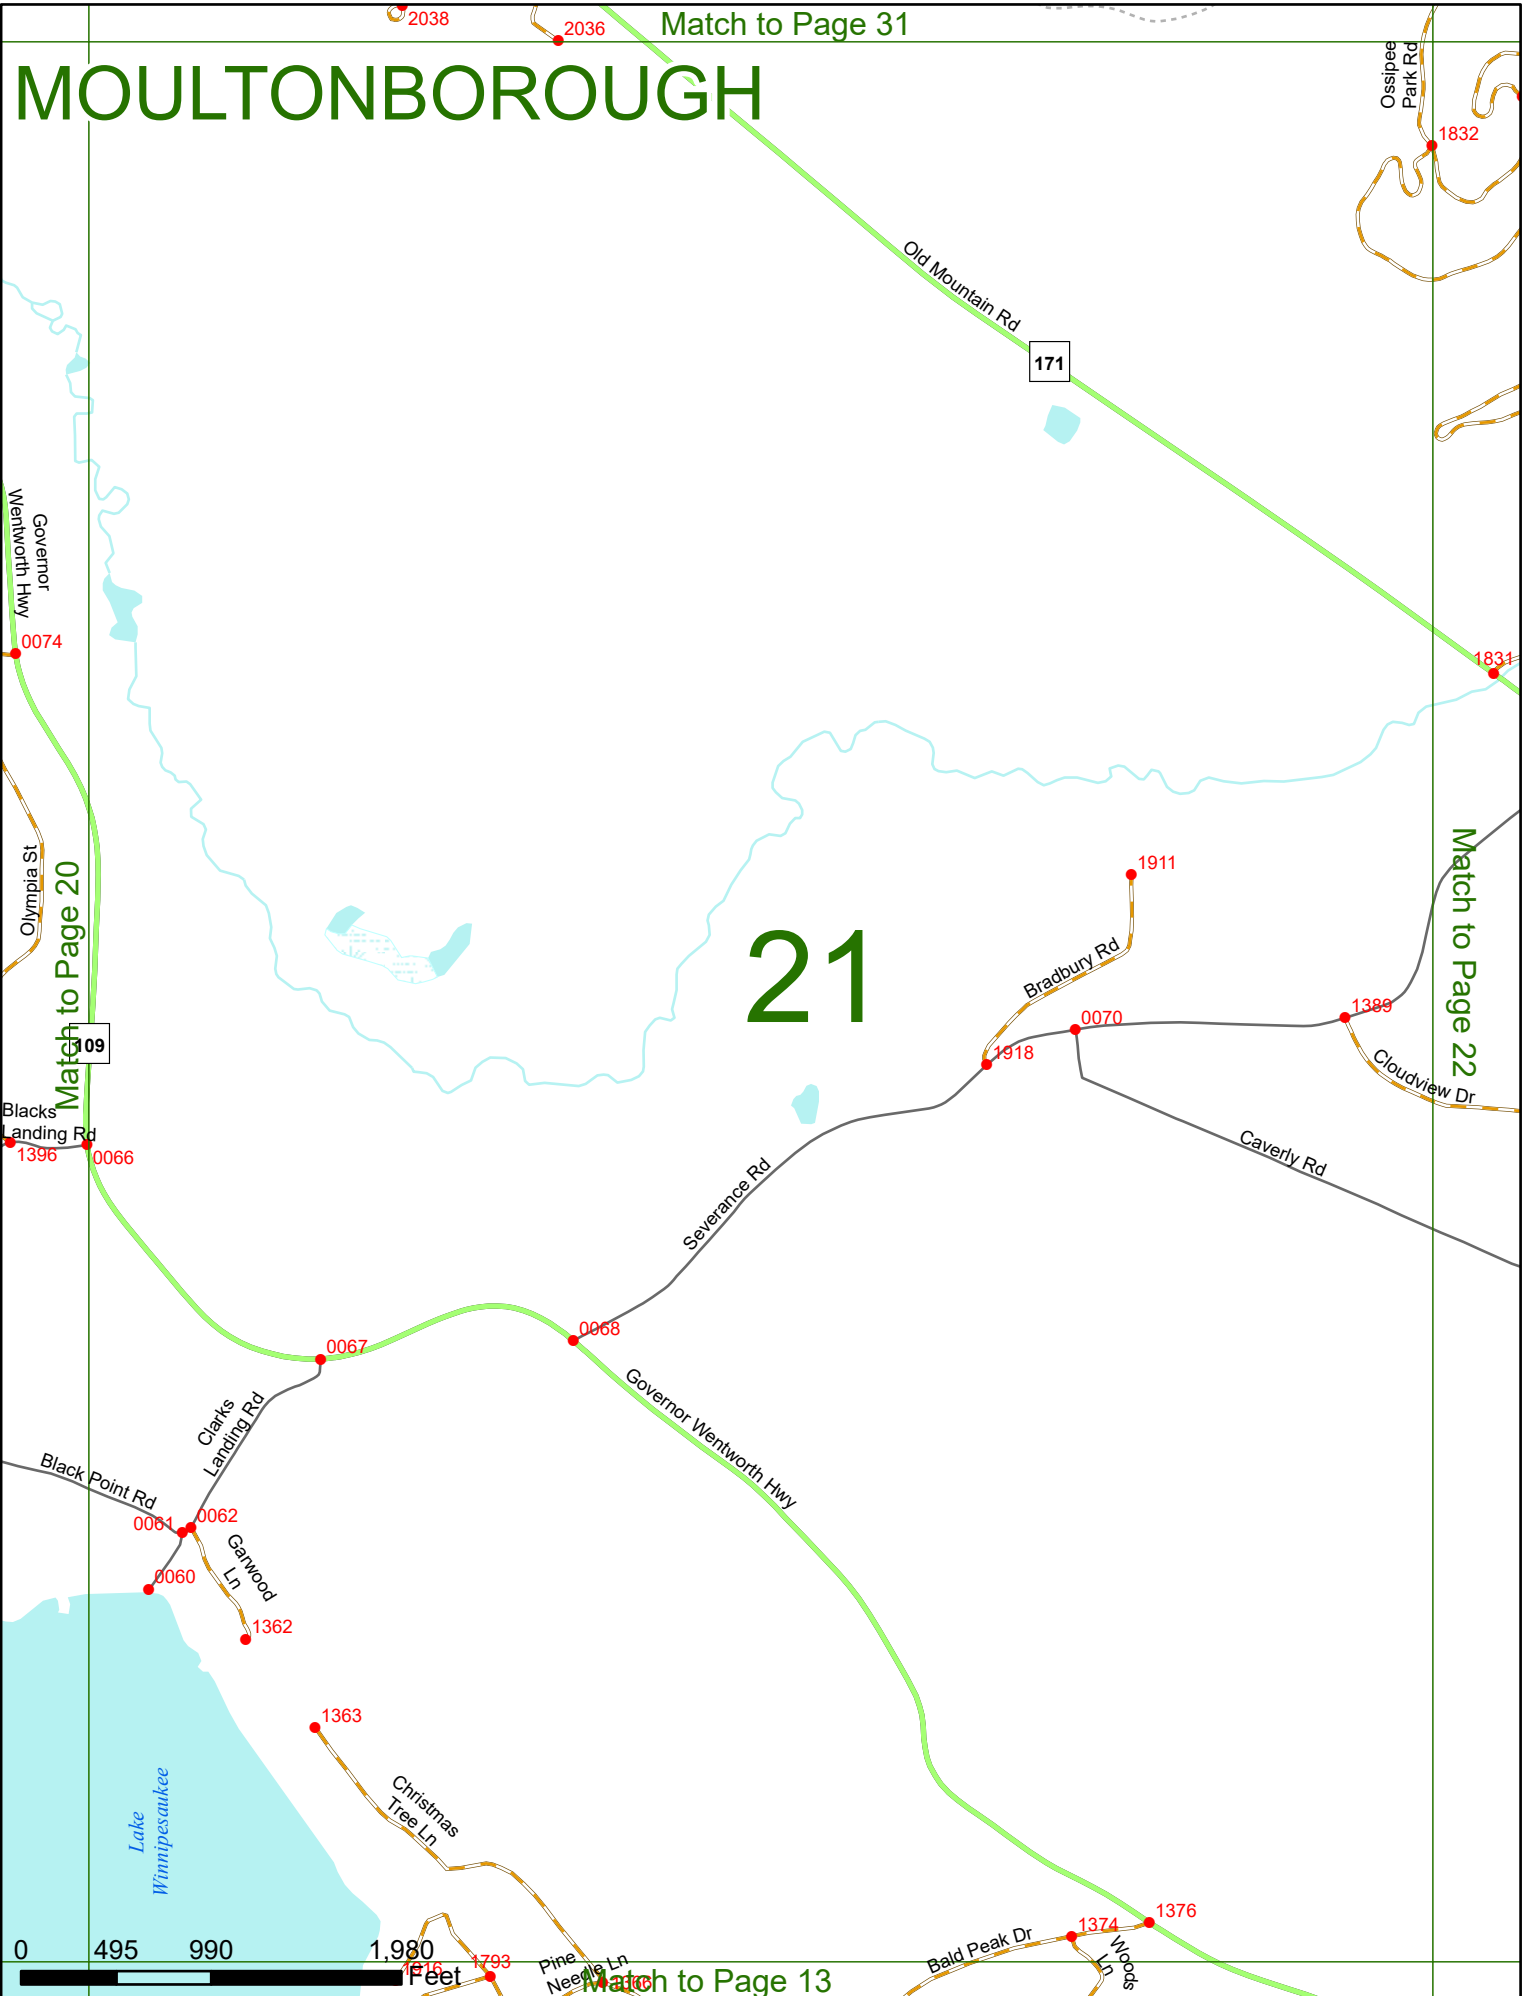 2038
2036
Match to Page 31
MOULTONBOROUGH
Ossipee
Park Rd
1832
Old Mountain Rd
171
Governor
Wentworth Hwy
0074
1831
Olympia St
Match to Page 20
109
1911
21
Bradbury Rd
Match to Page 22
0070
1389
1918
Cloudview Dr
Blacks
Landing Rd
1396
0066
Caverly Rd
Severance Rd
0067
0068
Clarks
Landing Rd
Governor Wentworth Hwy
Black Point Rd
0061
0062
Garwood
Ln
0060
1362
1363
Christmas
Tree Ln
Lake
Winnipesaukee
1376
1374
Bald Peak Dr
Woods
Ln
0 495 990 1,980
Feet
1916
1793
Pine
Needle Ln
1366
Match to Page 13